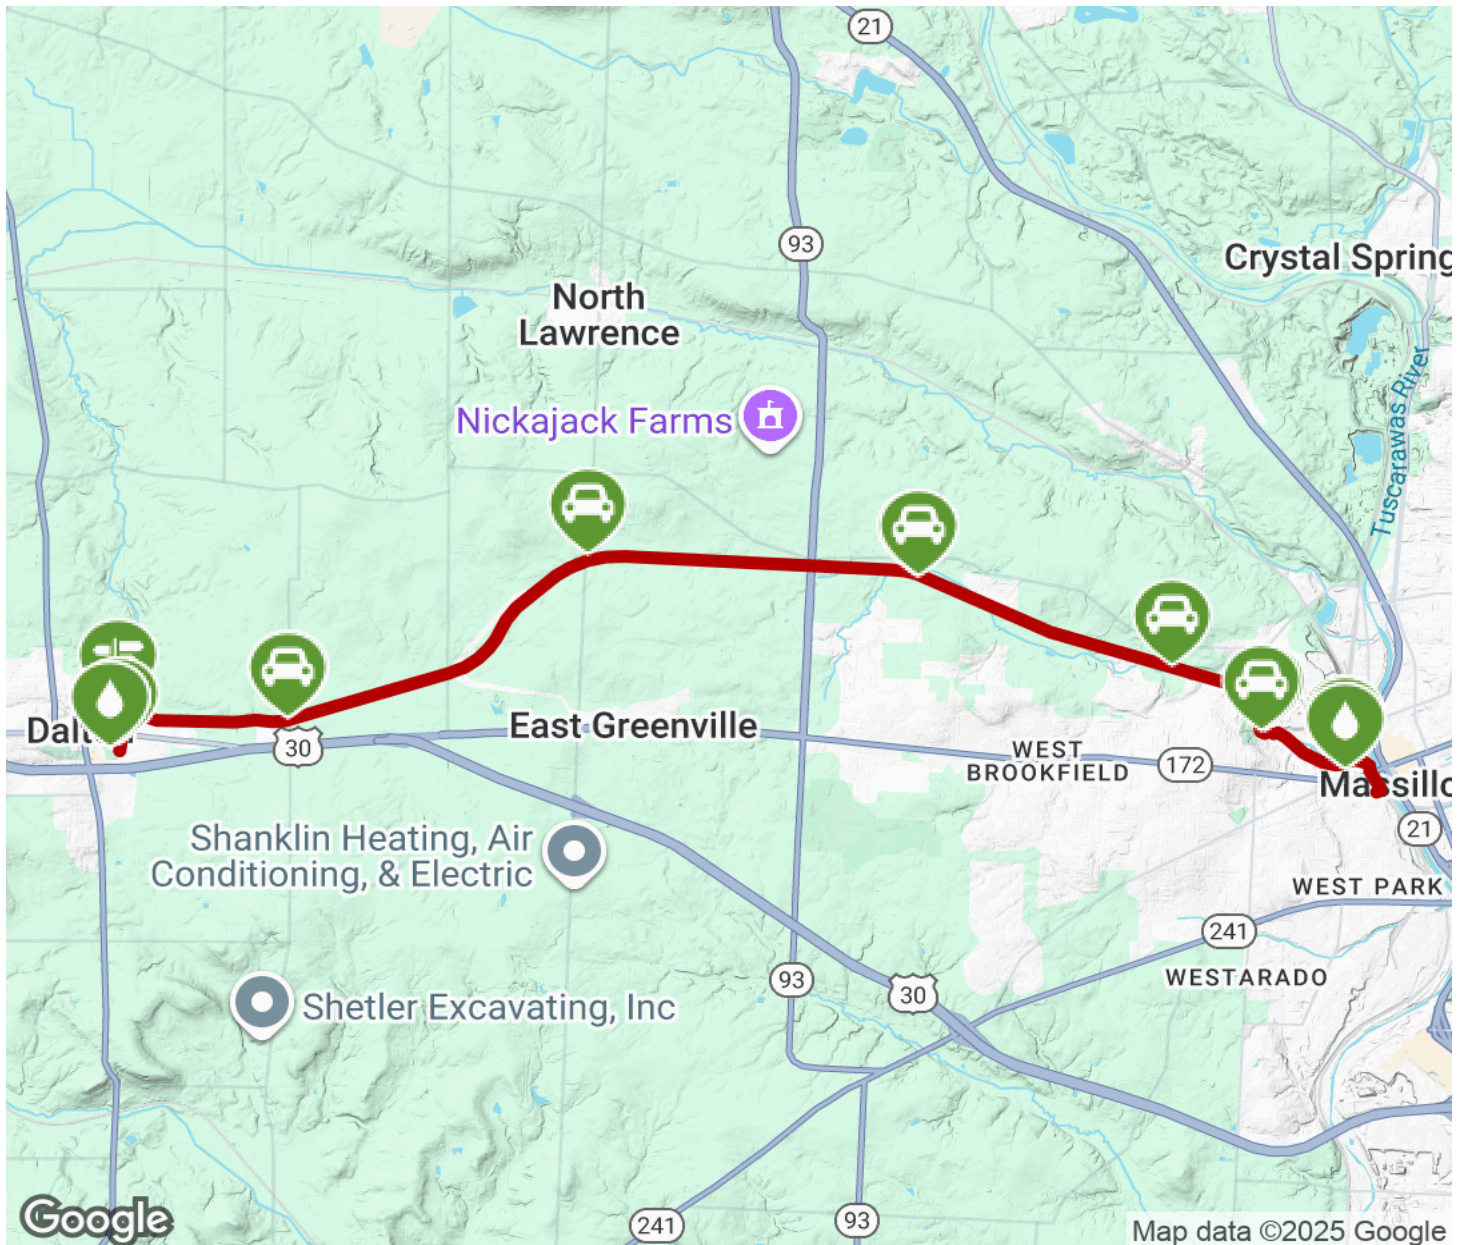 21
93
Crystal Spring
North
Lawrence
Tuscarawas River
Nickajack Farms
Dalt
30
East Greenville
WEST
BROOKFIELD
172
Massillo
21
Shanklin Heating, Air
Conditioning, & Electric
WEST PARK
241
WESTARADO
93
30
Shetler Excavating, Inc
Google
241
93
Map data ©2025 Google